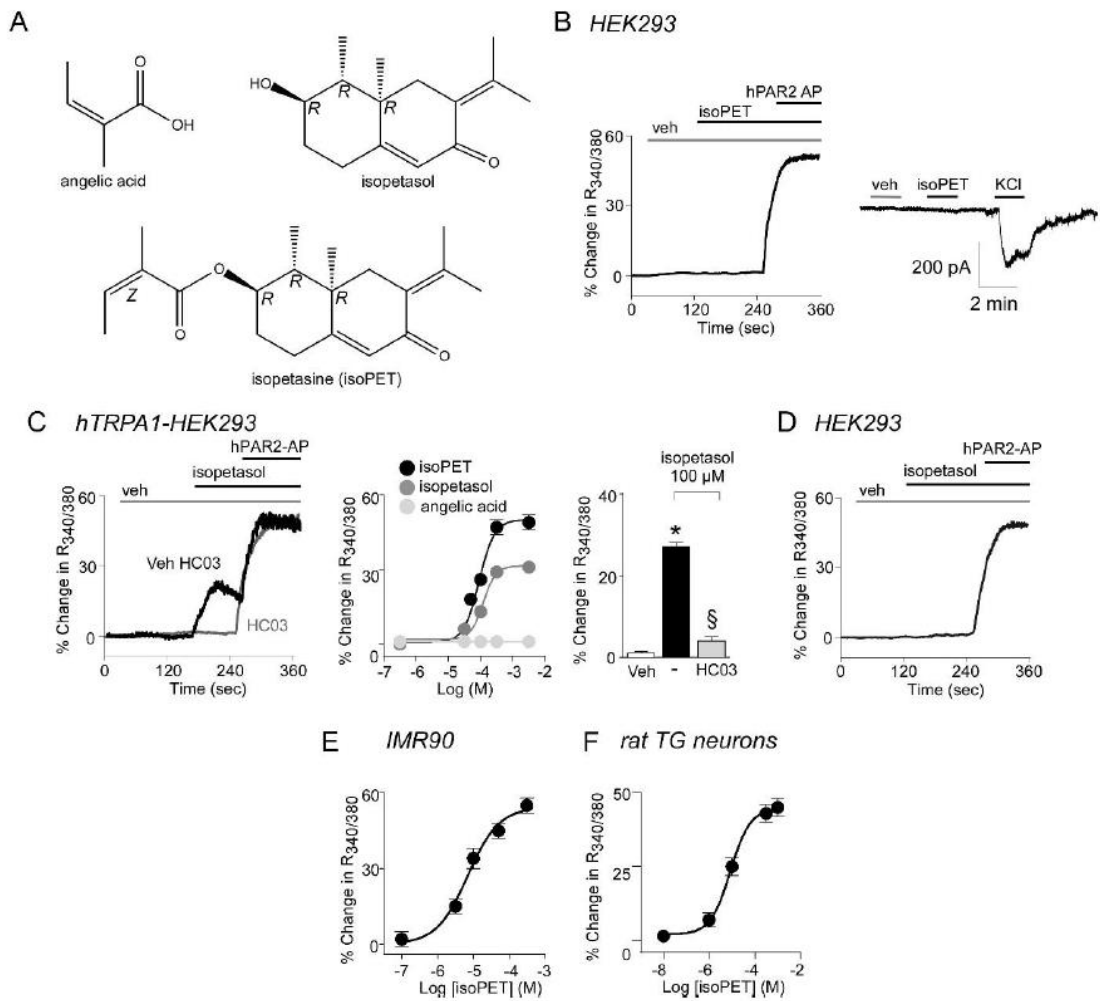 A
O
OH
angelic acid
HO
R
R
R
O
isopetasol
Z
O
O
R
R
R
O
isopetasine (isoPET)
B HEK293
hPAR2 AP
isoPET
veh
% Change in R340/380
60
30
0
0 120 240 360
Time (sec)
veh isoPET KCl
200 pA
2 min
C hTRPA1-HEK293
hPAR2-AP
isopetasol
veh
% Change in R340/380
60
30
0
Veh HC03
HC03
0 120 240 360
Time (sec)
isoPET
isopetasol
angelic acid
% Change in R340/380
60
30
0
-7 -6 -5 -4 -3 -2
Log (M)
isopetasol
100 µM
% Change in R340/380
40
20
0
*
§
Veh - HC03
D HEK293
hPAR2-AP
isopetasol
veh
% Change in R340/380
60
30
0
0 120 240 360
Time (sec)
E IMR90
% Change in R340/380
60
30
0
-7 -6 -5 -4 -3
Log [isoPET] (M)
F rat TG neurons
% Change in R340/380
50
25
0
-8 -6 -4 -2
Log [isoPET] (M)